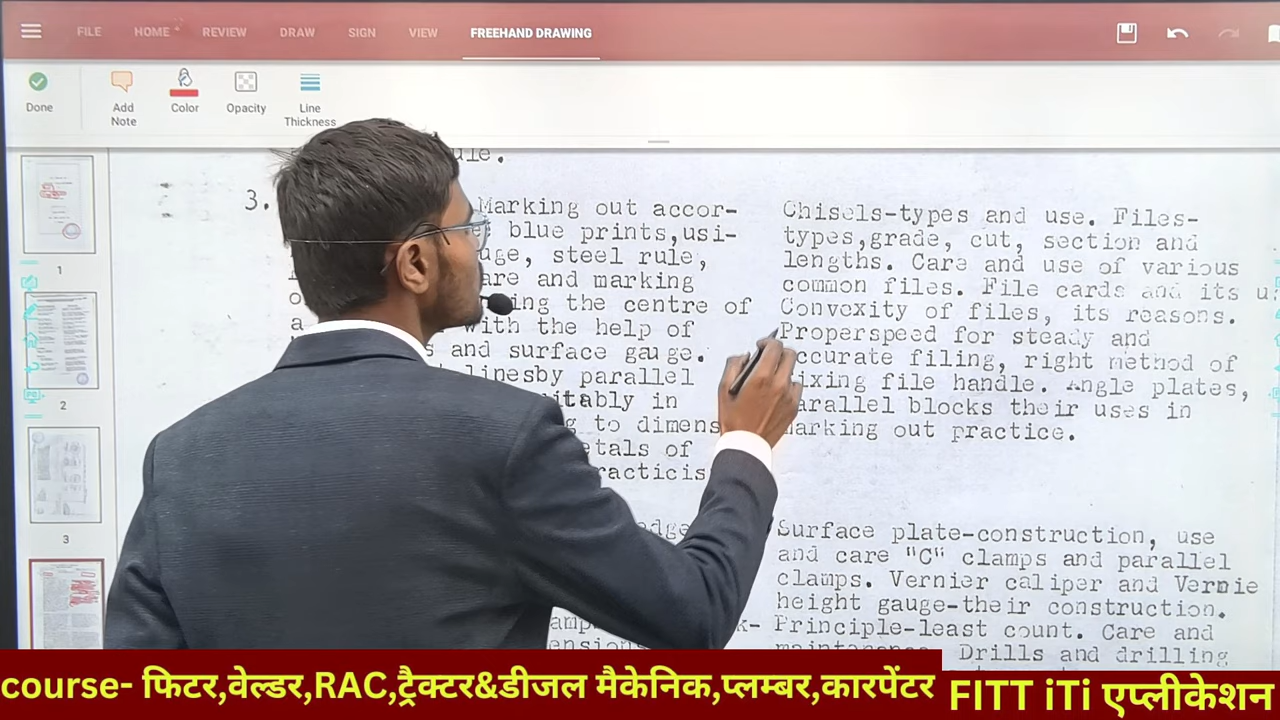 FILE HOME REVIEW DRAW SIGN VIEW FREEHAND DRAWING
Done
Add
Note
Color
Opacity
Line
Thickness
1
2
3
3.
Marking out accor-
blue prints,usi-
steel rule,
and marking
the centre of
with the help of
and surface gauge.
linesby parallel
in
to dimens
of
Chisels-types and use. Files-
types,grade, cut, section and
lengths. Care and use of various
common files. File cards and its
Convexity of files, its reasons.
Properspeed for steady and
accurate filing, right method of
fixing file handle. Angle plates,
parallel blocks their uses in
marking out practice.
Surface plate-construction, use
and care "C" clamps and parallel
clamps. Vernier caliper and Vernie
height gauge-their construction.
Principle-least count. Care and
maintenance. Drills and drilling
course- फिटर,वेल्डर,RAC,ट्रैक्टर&डीजल मैकेनिक,प्लम्बर,कारपेंटर
FITT iTi एप्लीकेशन